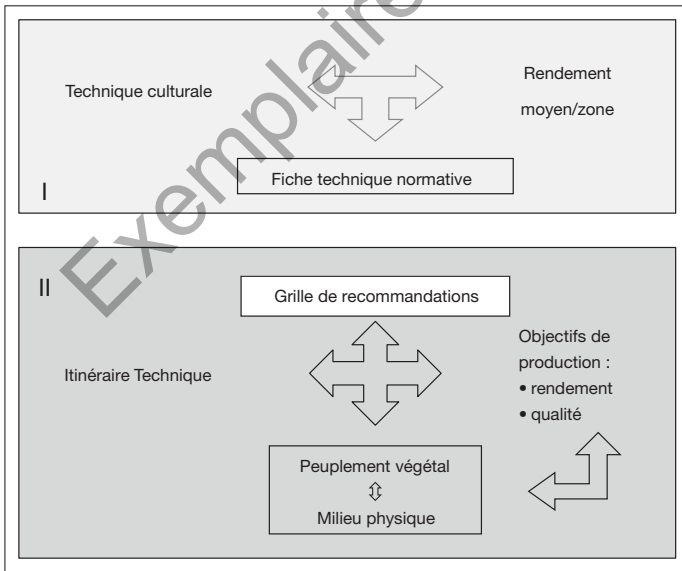 Technique culturale
Rendement
moyen/zone
Fiche technique normative
I
II
Grille de recommandations
Itinéraire Technique
Objectifs de
production :
• rendement
• qualité
Peuplement végétal
Milieu physique
Exemplaire